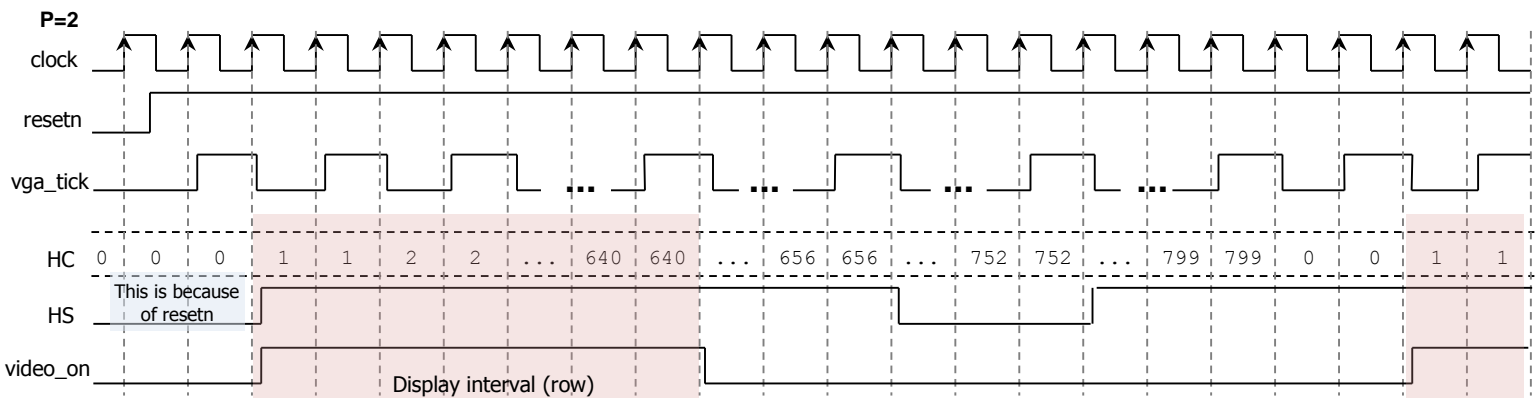 P=2
clock
resetn
vga_tick ... ... ... ...
HC 0 0 0 1 1 2 2 ... 640 640 ... 656 656 ... 752 752 ... 799 799 0 0 1 1
This is because
of resetn
HS
video_on
Display interval (row)